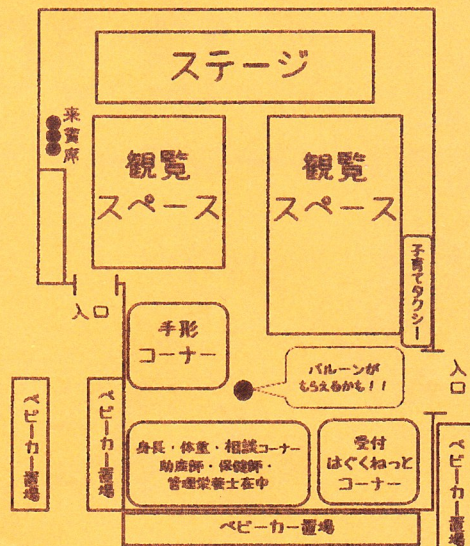 ステージ
来賓席
観覧
スペース
観覧
スペース
子育てタクシー
入口
手形
コーナー
バルーンが
もらえるかも!!
入口
ベビーカー置場
ベビーカー置場
身長・体重・相談コーナー
助産師・保健師・
管理栄養士在中
受付
はぐくねっと
コーナー
ベビーカー置場
ベビーカー置場